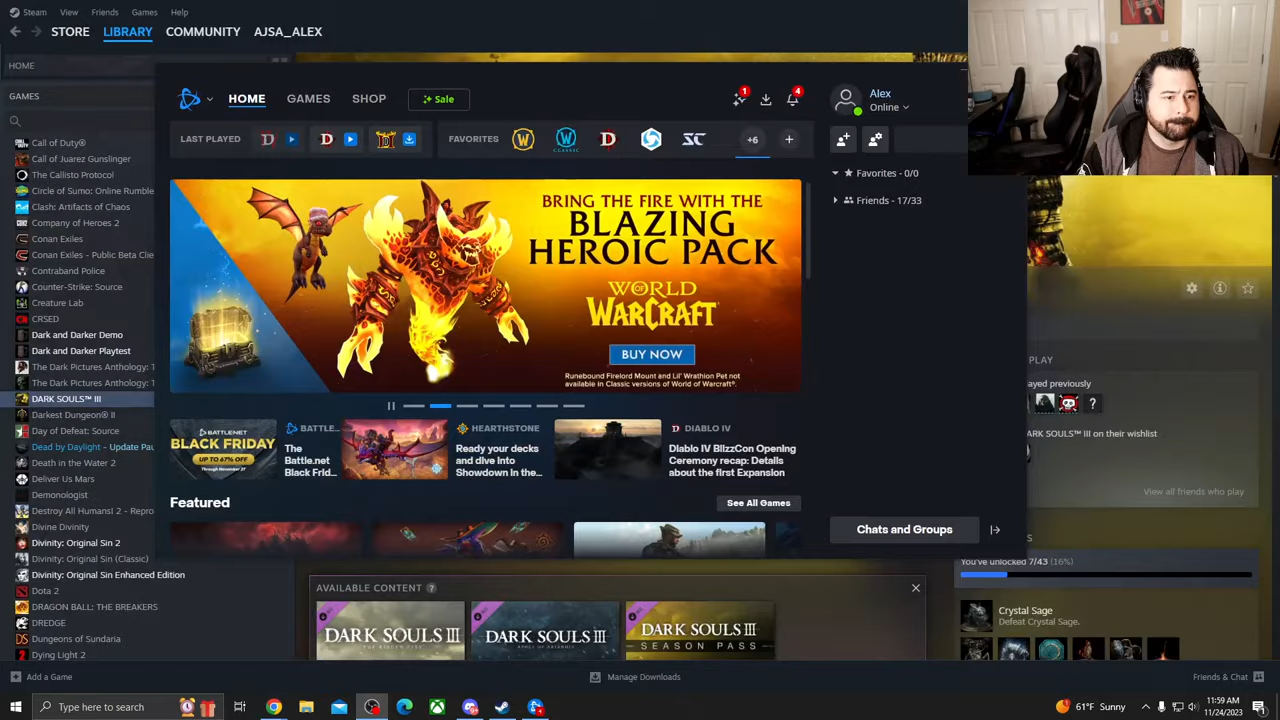 Steam View Friends Games Help
STORE LIBRARY COMMUNITY AJSA_ALEX
HOME
GAMES
Call of Duty®
Call of Juarez Gunslinger
The Callisto Protocol
Circle of Sumo: Online Rumble
Clash: Artifacts of Chaos
Company of Heroes 2
Conan Exiles
Conan Exiles - Public Beta Clie
Contraband Police
Counter-Strike: Source
Creature Lab
CRSED
Dark and Darker Demo
Dark and Darker Playtest
The Dark Pictures Anthology: T
The Dark Pictures Anthology: T
DARK SOULS™ III
Darkest Dungeon® II
Day of Defeat: Source
Dead by Daylight - Update Pau
Death in the Water 2
Deliver Us Mars
Demonologist
Destroy All Humans! 2 - Repro
Divine Divinity
Divinity: Original Sin 2
Divinity: Original Sin (Classic)
Divinity: Original Sin Enhanced Edition
Dota 2
DRAGON BALL: THE BREAKERS
DREDGE
Dungeons of Sundaria
Dying Light 2
HOME GAMES SHOP Sale
1
4
LAST PLAYED
FAVORITES
CLASSIC
SC
+6
BRING THE FIRE WITH THE
BLAZING
HEROIC PACK
WORLD
OF
WARCRAFT
BUY NOW
Runebound Firelord Mount and Lil' Wrathion Pet not
available in Classic versions of World of Warcraft®.
BATTLE.NET
BLACK FRIDAY
UP TO 67% OFF
THROUGH NOVEMBER 27
BATTLE...
The
Battle.net
Black Frid...
HEARTHSTONE
Ready your decks
and dive into
Showdown in the...
DIABLO IV
Diablo IV BlizzCon Opening
Ceremony recap: Details
about the first Expansion
Featured
See All Games
Alex
Online
Favorites - 0/0
Friends - 17/33
Chats and Groups
PLAY
ayed previously
?
ARK SOULS™ III on their wishlist
View all friends who play
S
You've unlocked 7/43 (16%)
Crystal Sage
Defeat Crystal Sage.
AVAILABLE CONTENT ?
DARK SOULS III
DARK SOULS III
ASHES OF ARIANDEL
DARK SOULS III
SEASON PASS
Add a Game
Manage Downloads
Friends & Chat
Type here to search
61°F Sunny
11:59 AM
11/24/2023